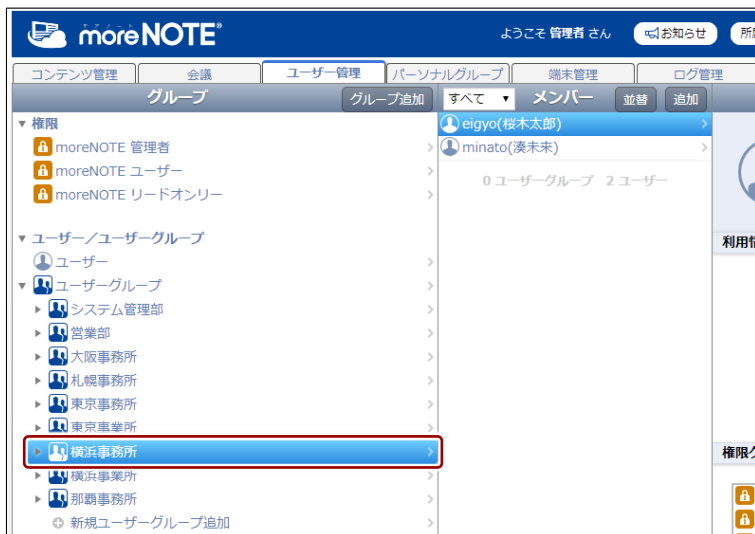 モアノート
moreNOTE®
ようこそ 管理者 さん
お知らせ
コンテンツ管理
会議
ユーザー管理
パーソナルグループ
端末管理
ログ管理
グループ
グループ追加
すべて
メンバー
並替
追加
権限
moreNOTE 管理者
moreNOTE ユーザー
moreNOTE リードオンリー
ユーザー／ユーザーグループ
ユーザー
ユーザーグループ
システム管理部
営業部
大阪事務所
札幌事務所
東京事務所
東京事業所
横浜事務所
横浜事業所
那覇事務所
新規ユーザーグループ追加
eigyo(桜木太郎)
minato(湊未来)
0 ユーザーグループ 2 ユーザー
利用
権限